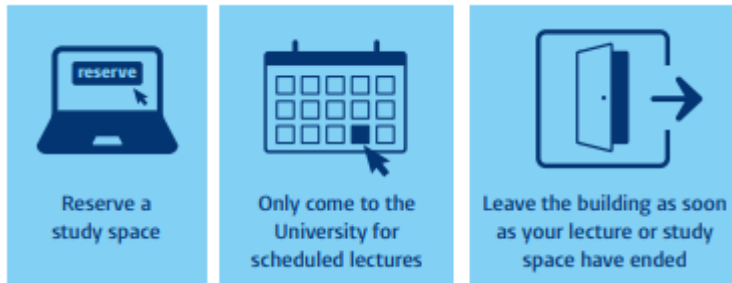 reserve
Reserve a
study space
Only come to the
University for
scheduled lectures
Leave the building as soon
as your lecture or study
space have ended